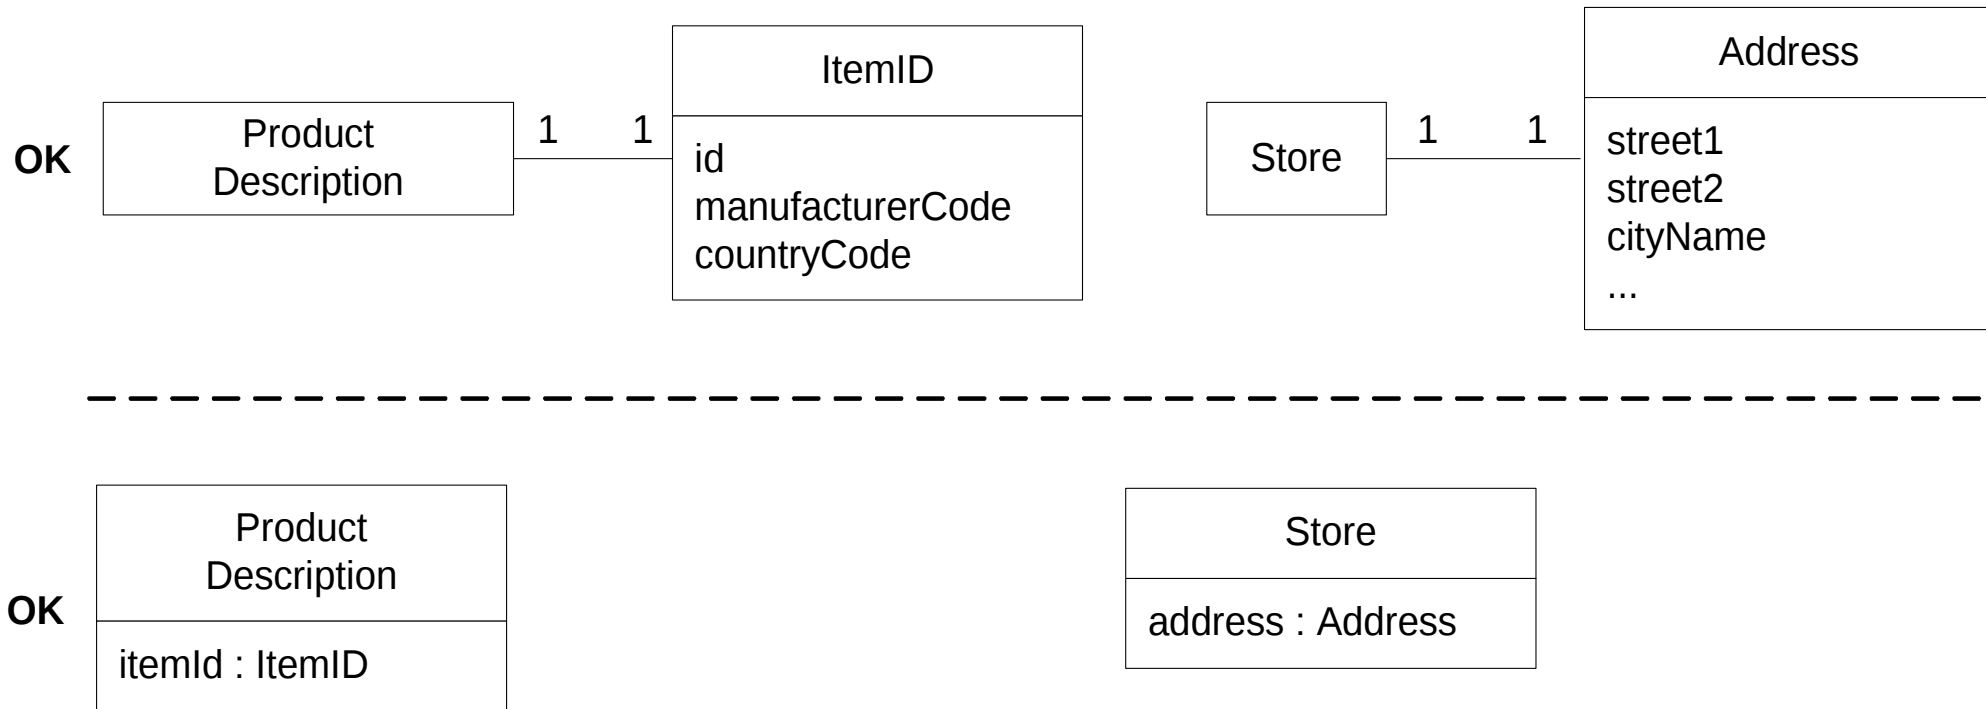 OK
Product
Description
1
1
ItemID
id
manufacturerCode
countryCode
Store
1
1
Address
street1
street2
cityName
...
OK
Product
Description
itemId : ItemID
Store
address : Address